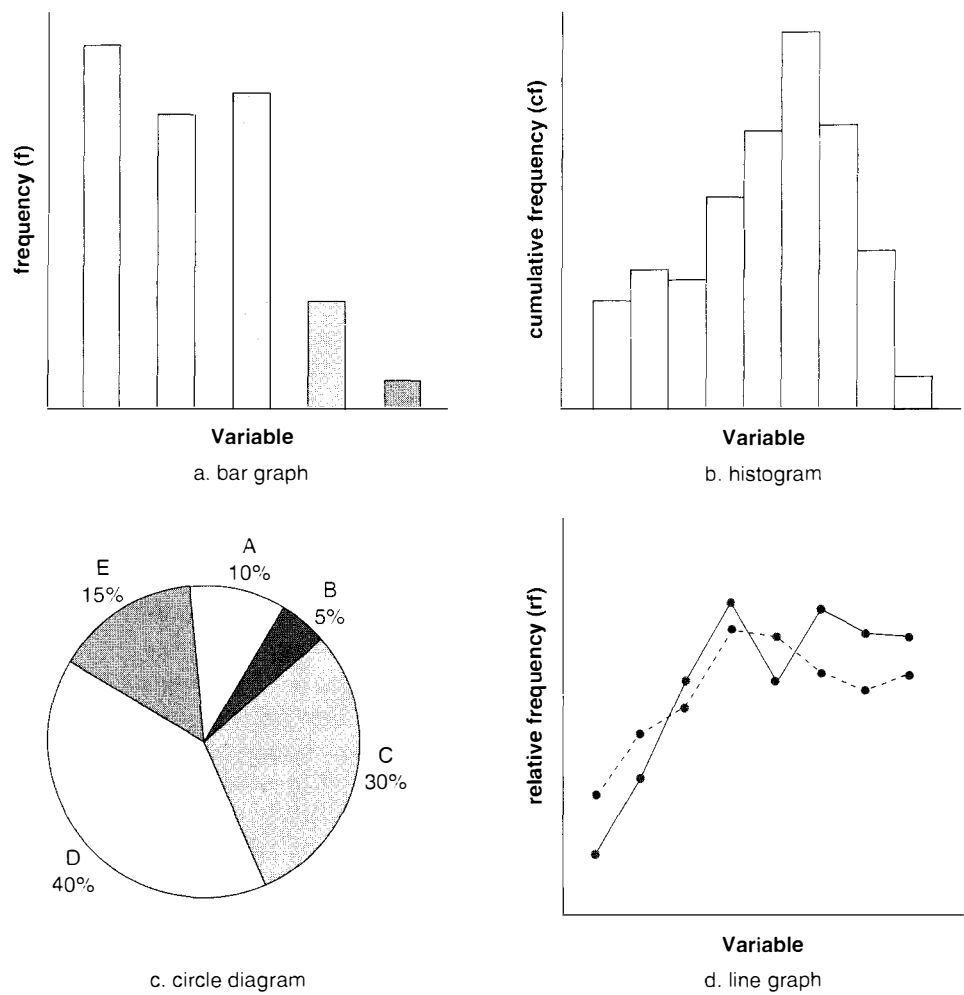 frequency (f)
Variable
a. bar graph
cumulative frequency (cf)
Variable
b. histogram
A
10%
B
5%
C
30%
D
40%
E
15%
c. circle diagram
relative frequency (rf)
Variable
d. line graph